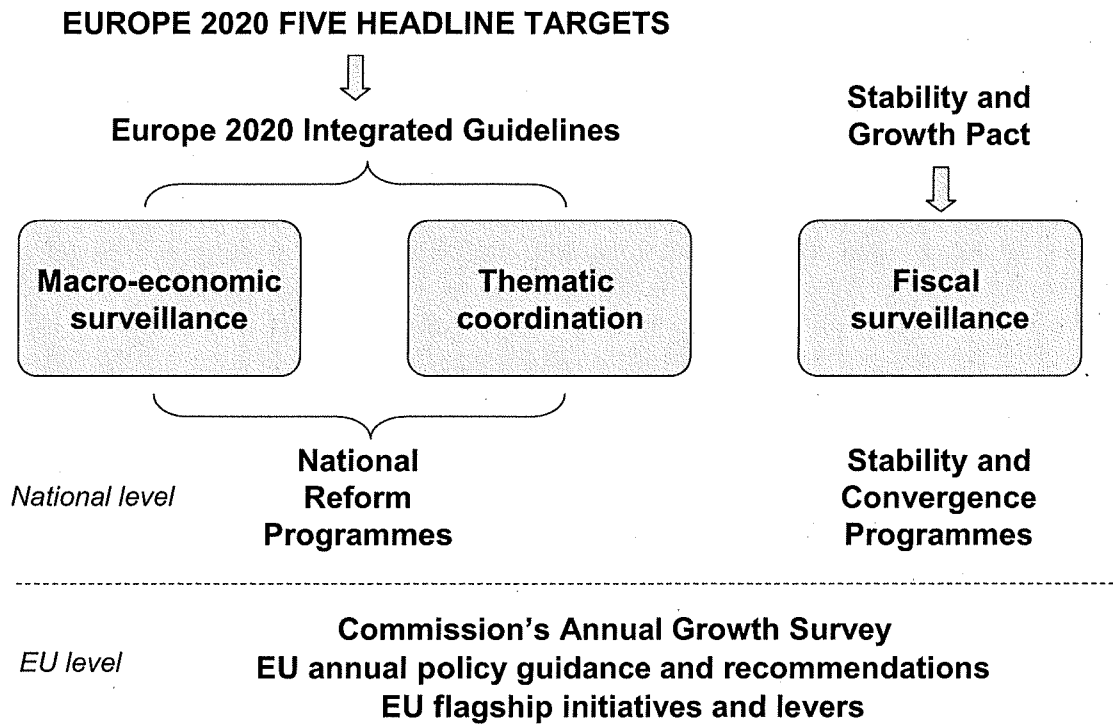 EUROPE 2020 FIVE HEADLINE TARGETS
Europe 2020 Integrated Guidelines
Stability and
Growth Pact
Macro-economic
surveillance
Thematic
coordination
Fiscal
surveillance
National level
National
Reform
Programmes
Stability and
Convergence
Programmes
EU level
Commission's Annual Growth Survey
EU annual policy guidance and recommendations
EU flagship initiatives and levers